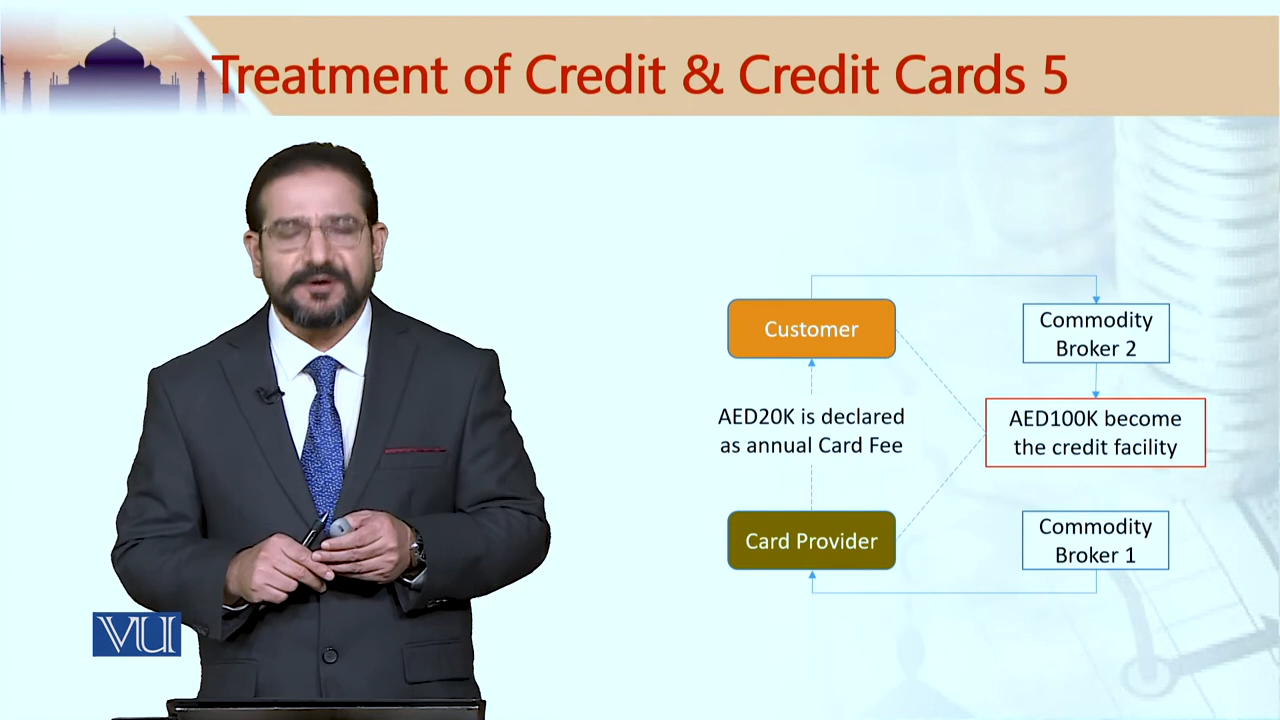 Treatment of Credit & Credit Cards 5
Customer
Commodity
Broker 2
AED20K is declared
as annual Card Fee
AED100K become
the credit facility
Card Provider
Commodity
Broker 1
VU